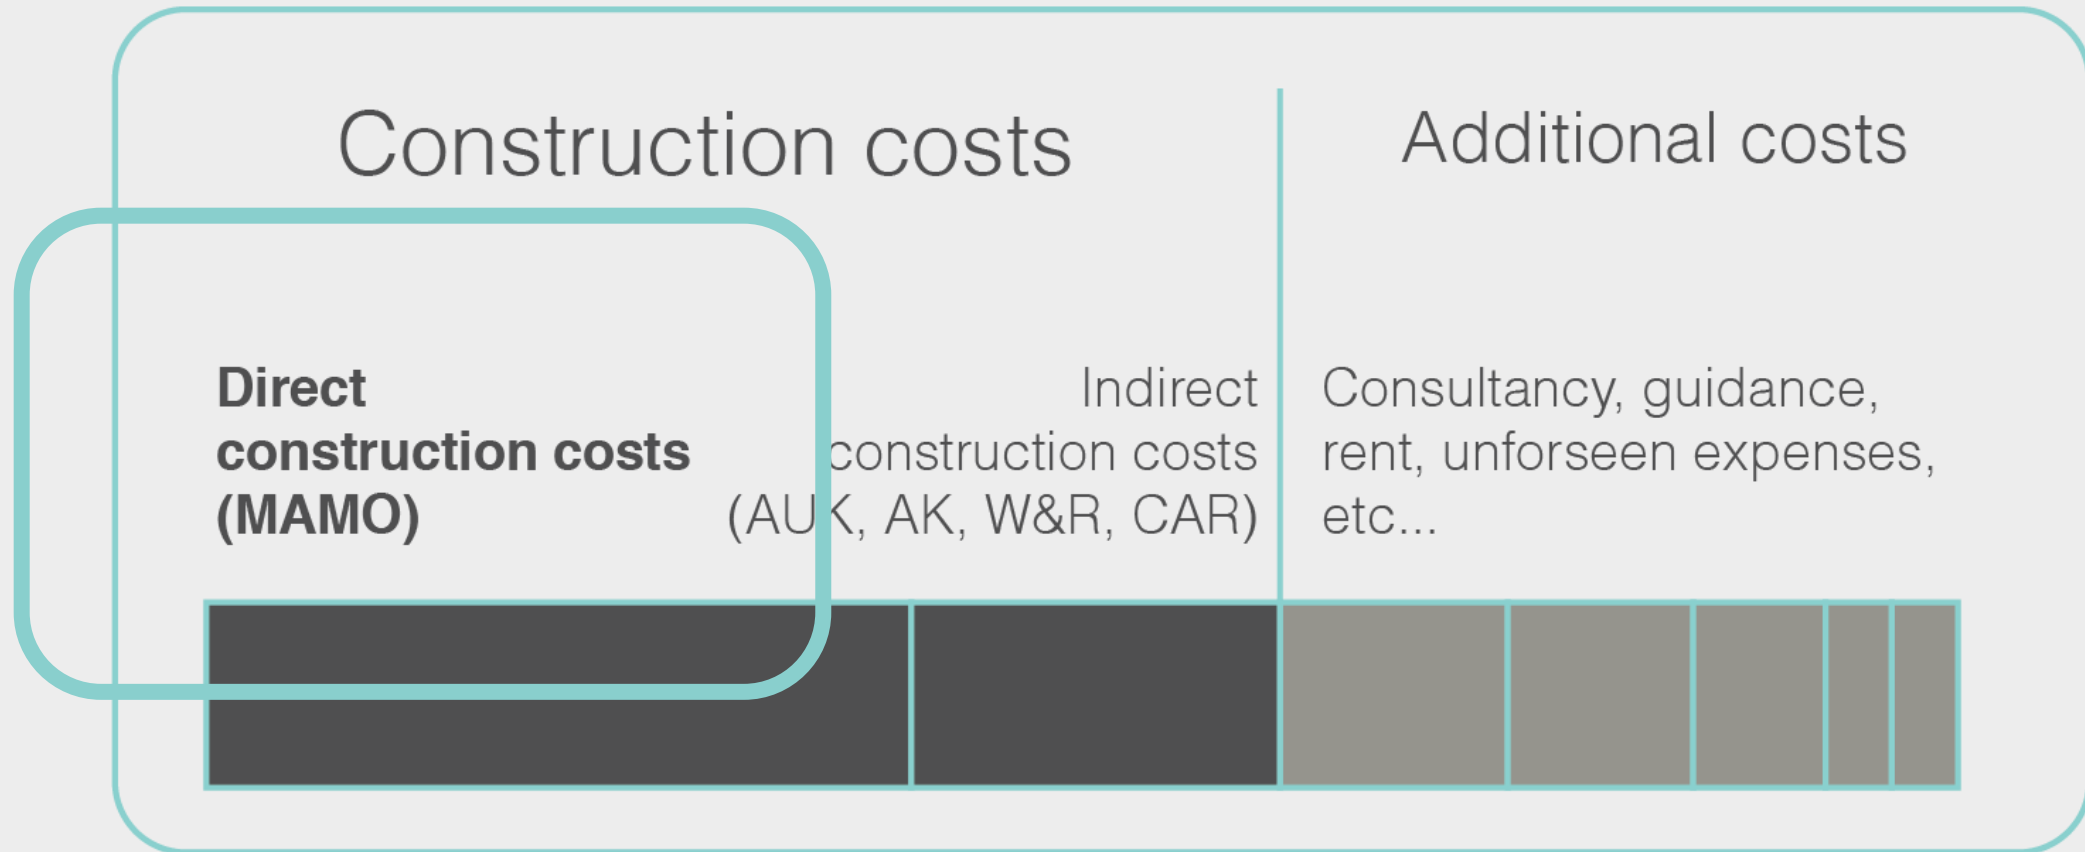 Construction costs
Additional costs
Direct
construction costs
(MAMO)
Indirect
construction costs
(AUK, AK, W&R, CAR)
Consultancy, guidance,
rent, unforseen expenses,
etc...